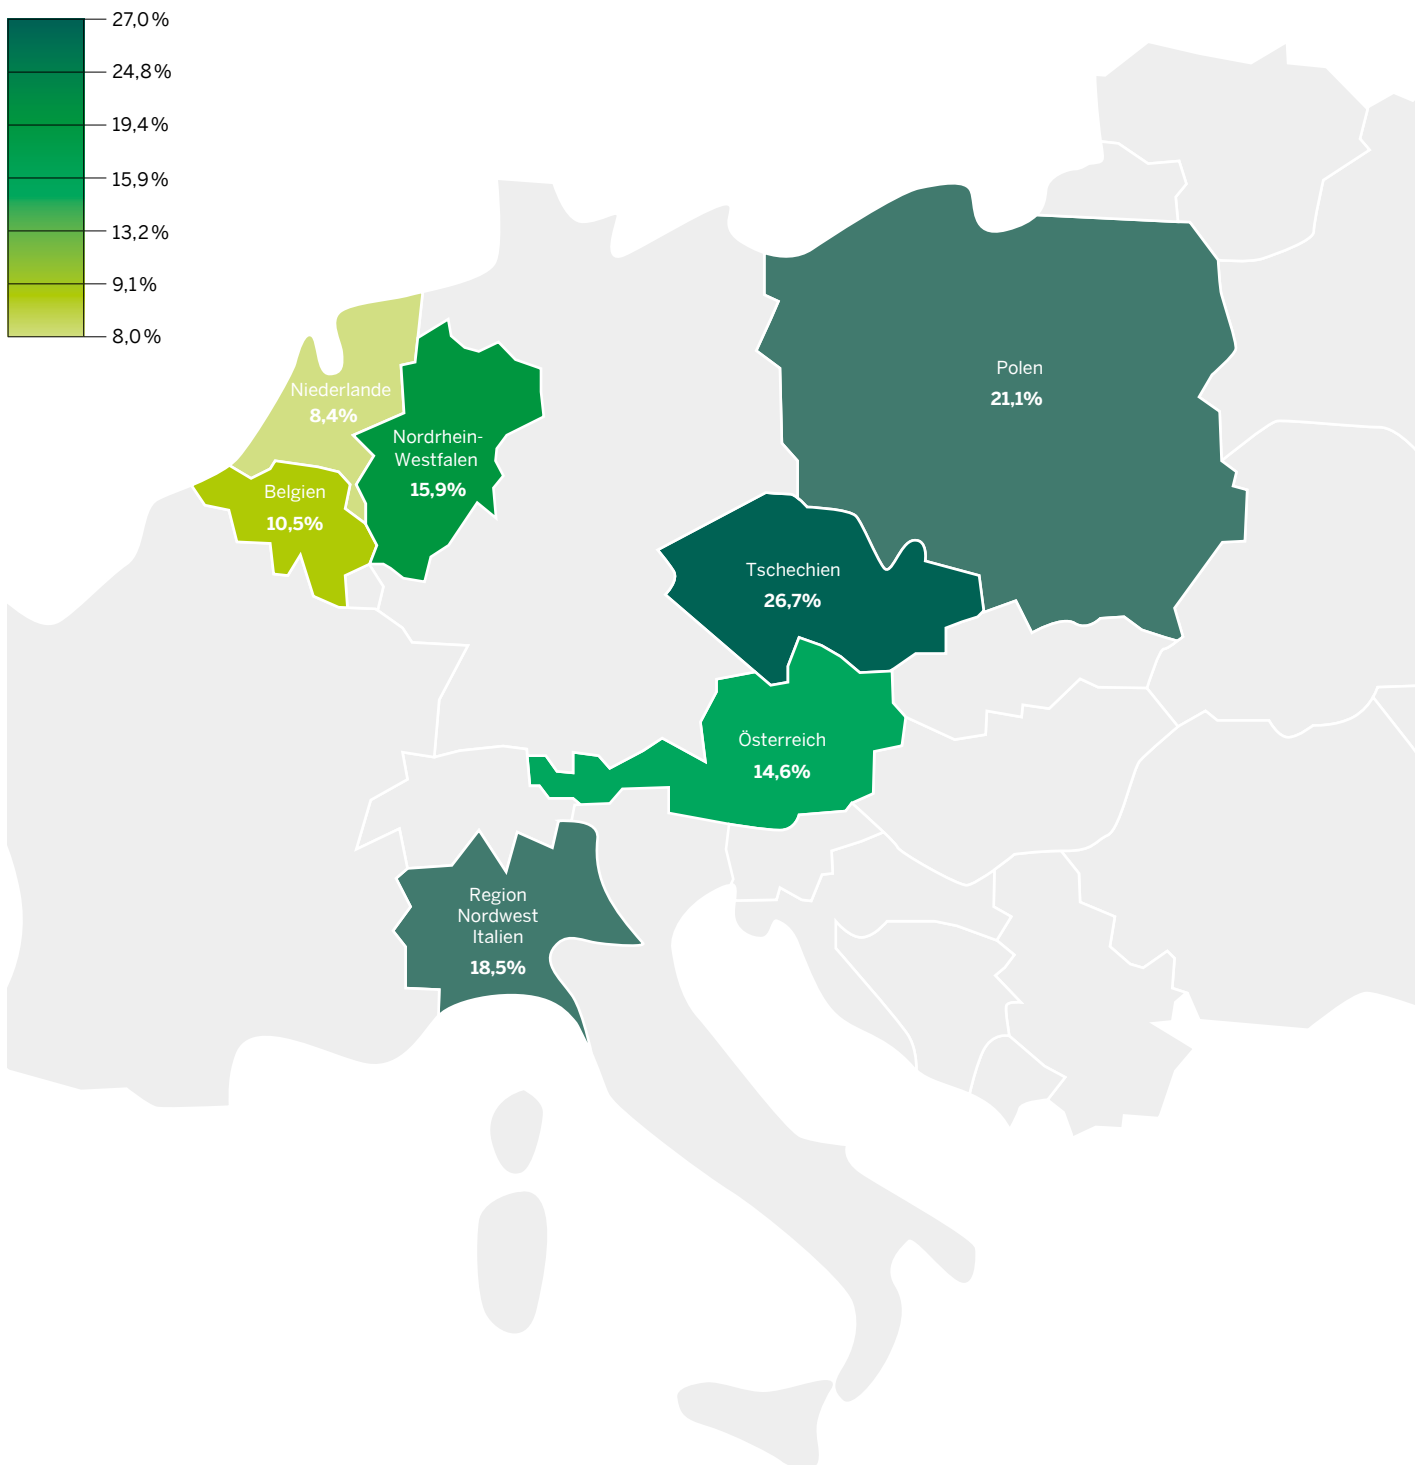 27,0 %
24,8 %
19,4 %
15,9 %
13,2 %
9,1 %
8,0 %
Polen
21,1%
Niederlande
8,4%
Nordrhein-
Westfalen
15,9%
Belgien
10,5%
Tschechien
26,7%
Österreich
14,6%
Region
Nordwest
Italien
18,5%